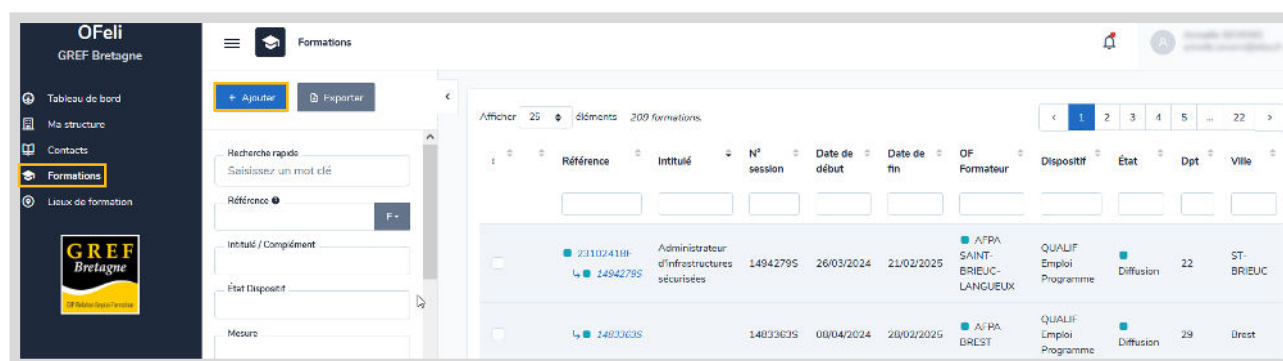 OFeli
GREF Bretagne
Tableau de bord
Ma structure
Contacts
Formations
Lieux de formation
GREF
Bretagne
Formations
+ Ajouter
Exporter
Recherche rapide
Saisissez un mot clé
Référence
F
Intitulé / Complément
État Dispositif
Mesure
Afficher 25 éléments 209 formations.
1 2 3 4 5 ... 22
Référence Intitulé N° session Date de début Date de fin OF Formateur Dispositif État Dpt Ville
23102418F
1494279S
Administrateur
d'infrastructures
sécurisées
1494279S 26/03/2024 21/02/2025
AFPA
SAINT-
BRIEUC-
LANGUEUX
QUALIF
Emploi
Programme
Diffusion
22
ST-
BRIEUC
1483363S
1483363S 08/04/2024 28/02/2025
AFPA
BREST
QUALIF
Emploi
Programme
Diffusion
29
Brest